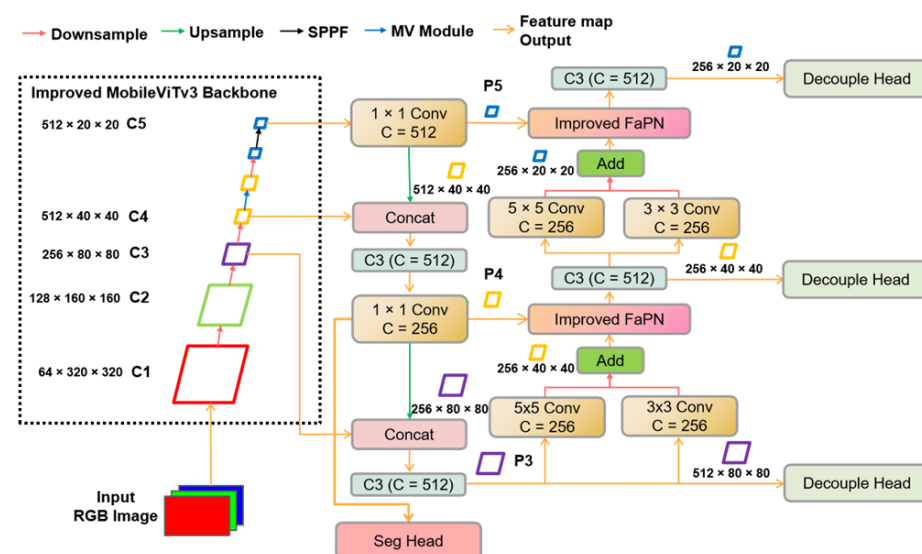 Downsample
Upsample
SPPF
MV Module
Feature map
Output
Improved MobileViTv3 Backbone
512 × 20 × 20 C5
512 × 40 × 40 C4
256 × 80 × 80 C3
128 × 160 × 160 C2
64 × 320 × 320 C1
Input
RGB Image
1 × 1 Conv
C = 512
512 × 40 × 40
Concat
C3 (C = 512)
1 × 1 Conv
C = 256
256 × 80 × 80
Concat
C3 (C = 512)
Seg Head
P5
P4
P3
C3 (C = 512)
256 × 20 × 20
Decouple Head
Improved FaPN
Add
256 × 20 × 20
5 × 5 Conv
C = 256
3 × 3 Conv
C = 256
C3 (C = 512)
256 × 40 × 40
Decouple Head
Improved FaPN
Add
256 × 40 × 40
5x5 Conv
C = 256
3x3 Conv
C = 256
512 × 80 × 80
Decouple Head